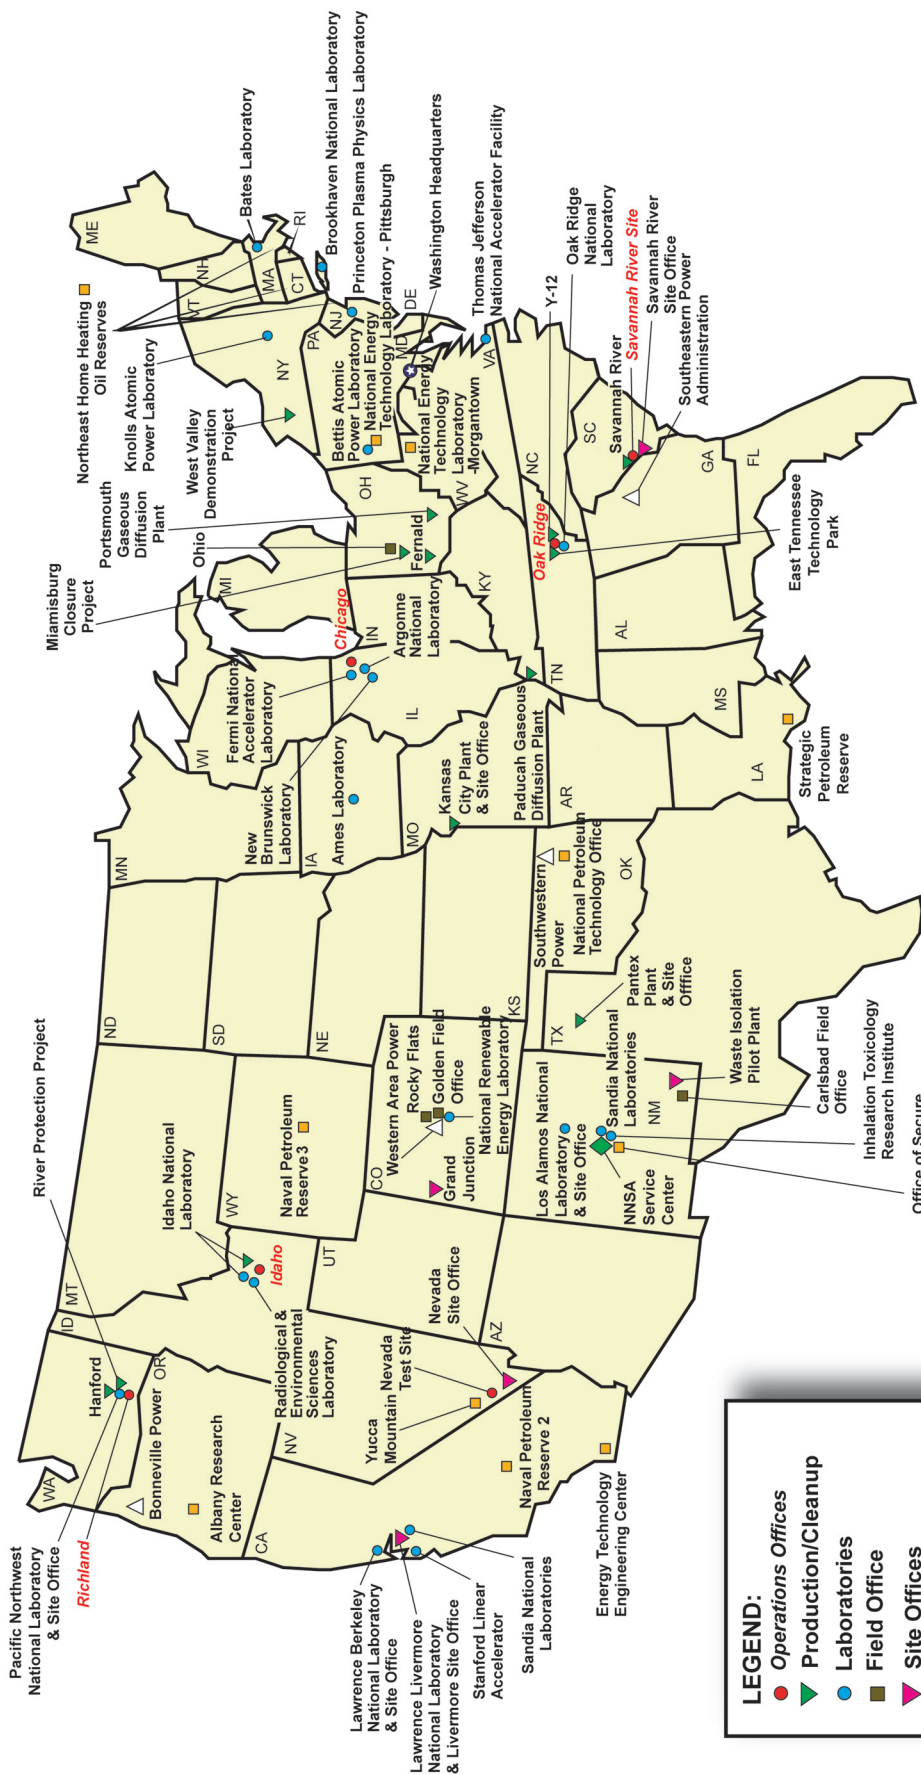 Pacific Northwest
National Laboratory
& Site Office
Richland
WA
Hanford
River Protection Project
ID
MT
OR
Bonneville Power
Albany Research
Center
Idaho National
Laboratory
Idaho
Radiological &
Environmental
Sciences
Laboratory
WY
Naval Petroleum
Reserve 3
ND
SD
NE
MN
WI
MI
IA
Ames Laboratory
New
Brunswick
Laboratory
Fermi National
Accelerator
Laboratory
Chicago
Argonne
National
Laboratory
IL
IN
Miamisburg
Closure
Project
Ohio
Portsmouth
Gaseous
Diffusion
Plant
OH
Fernald
West Valley
Demonstration
Project
Knolls Atomic
Power Laboratory
Northeast Home Heating
Oil Reserves
ME
NH
VT
NY
MA
CT
RI
Bates Laboratory
Brookhaven National Laboratory
Princeton Plasma Physics Laboratory
PA
NJ
Bettis Atomic
Power Laboratory
National Energy
Technology Laboratory - Pittsburgh
DE
MD
Washington Headquarters
National Energy
Technology
Laboratory
-Morgantown
WV
VA
Thomas Jefferson
National Accelerator Facility
KY
NC
Y-12
Oak Ridge
Oak Ridge
National
Laboratory
TN
East Tennessee
Technology
Park
SC
Savannah River
Savannah River Site
Savannah River
Site Office
Southeastern Power
Administration
GA
FL
AL
MS
LA
Strategic
Petroleum
Reserve
AR
MO
Kansas
City Plant
& Site Office
Paducah Gaseous
Diffusion Plant
KS
OK
Southwestern
Power
National Petroleum
Technology Office
TX
Pantex
Plant
& Site
Offfice
CO
Western Area Power
Rocky Flats
Golden Field
Office
National Renewable
Energy Laboratory
Grand
Junction
UT
NV
CA
AZ
Nevada
Site Office
Nevada
Test Site
Yucca
Mountain
Naval Petroleum
Reserve 2
Energy Technology
Engineering Center
Lawrence Berkeley
National Laboratory
& Site Office
Lawrence Livermore
National Laboratory
& Livermore Site Office
Stanford Linear
Accelerator
Sandia National
Laboratories
Los Alamos National
Laboratory
& Site Office
NNSA
Service
Center
Sandia National
Laboratories
NM
Waste Isolation
Pilot Plant
Carlsbad Field
Office
Inhalation Toxicology
Research Institute
Office of Secure
LEGEND:
Operations Offices
Production/Cleanup
Laboratories
Field Office
Site Offices